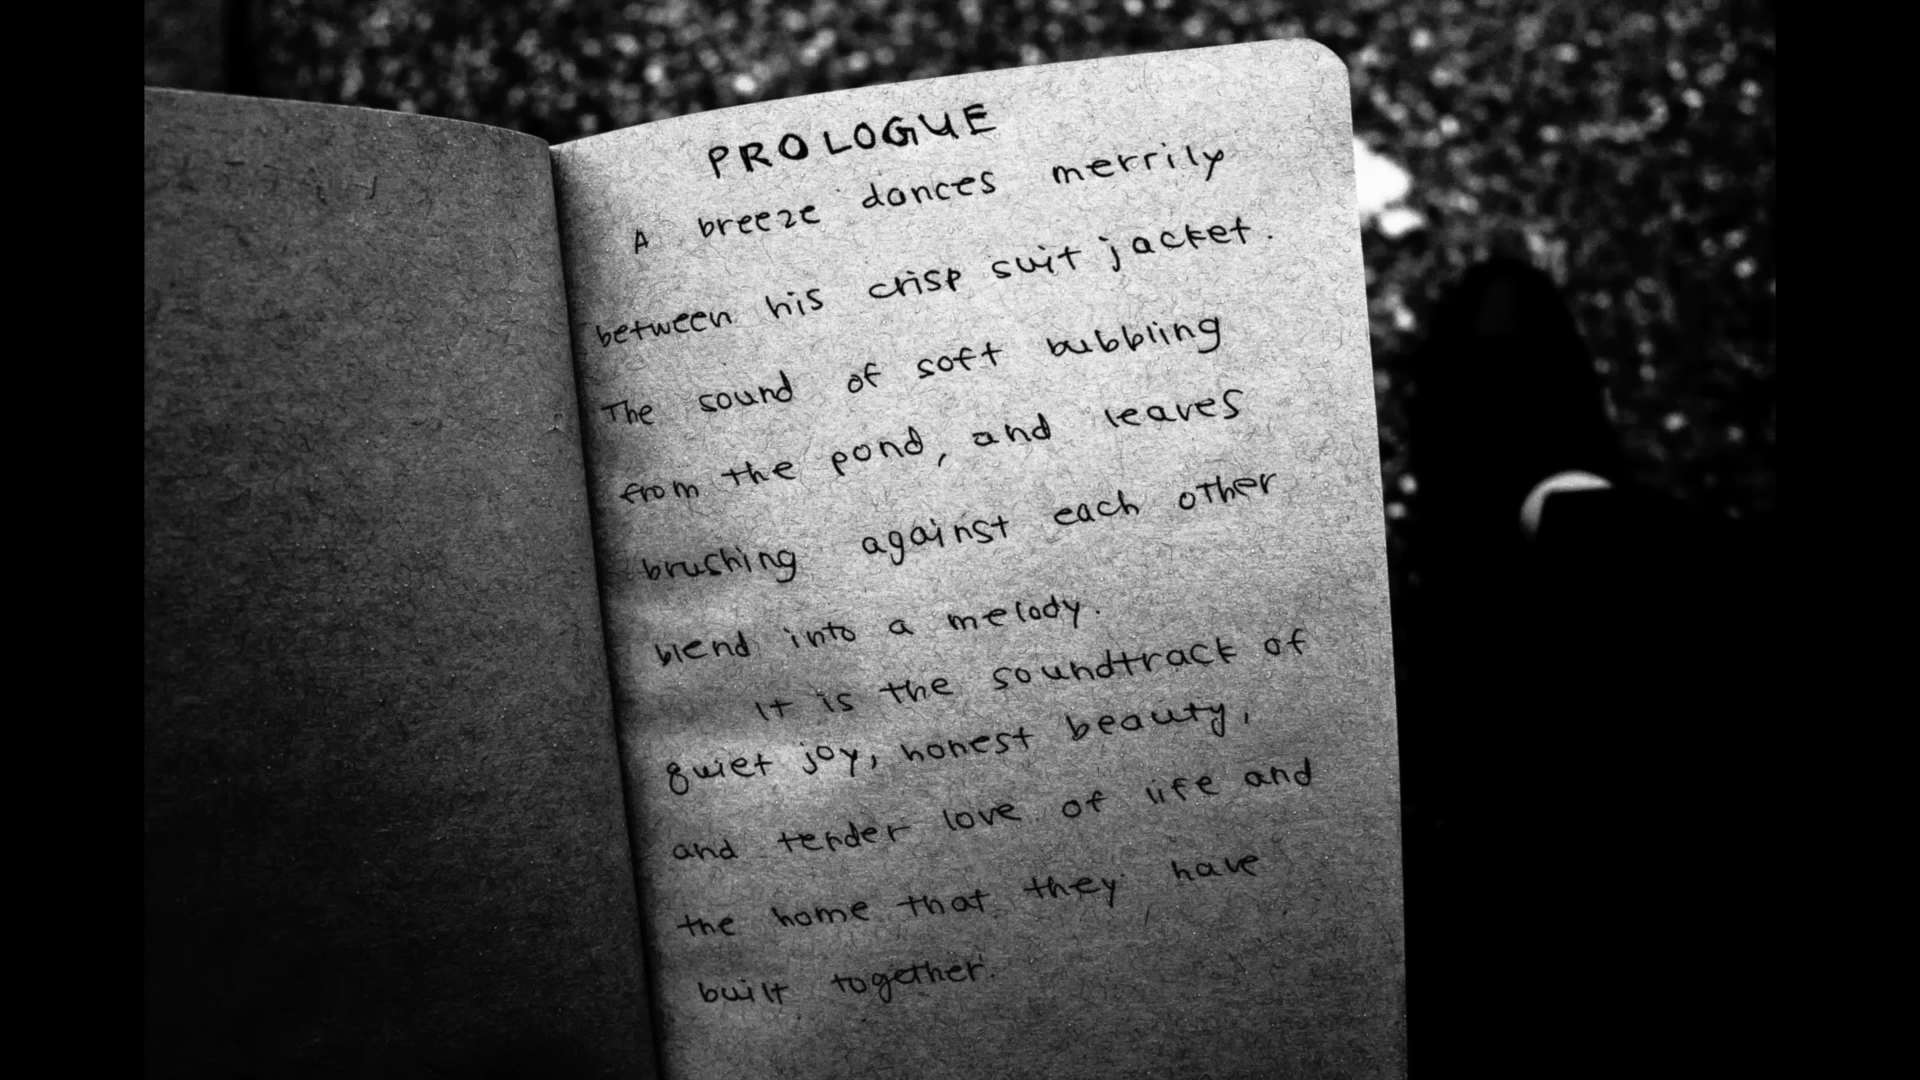 PROLOGUE
A breeze dances merrily
between his crisp suit jacket.
The sound of soft bubbling
from the pond, and leaves
brushing against each other
blend into a melody.
It is the soundtrack of
quiet joy, honest beauty,
and tender love of life and
the home that they have
built together.